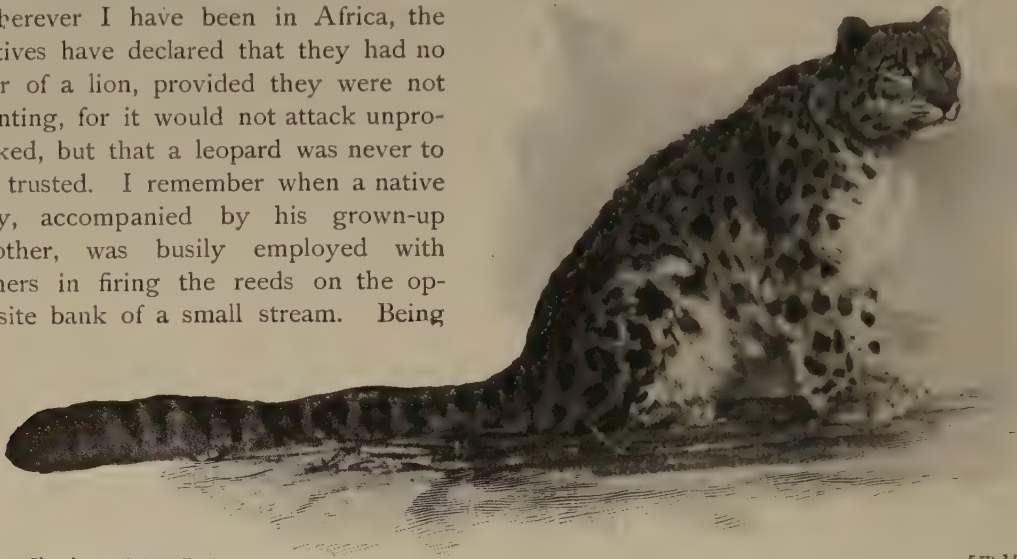 herever I have been in Africa, the
tives have declared that they had no
r of a lion, provided they were not
nting, for it would not attack unpro-
ked, but that a leopard was never to
trusted. I remember when a native
y, accompanied by his grown-up
other, was busily employed with
ners in firing the reeds on the op-
site bank of a small stream. Being